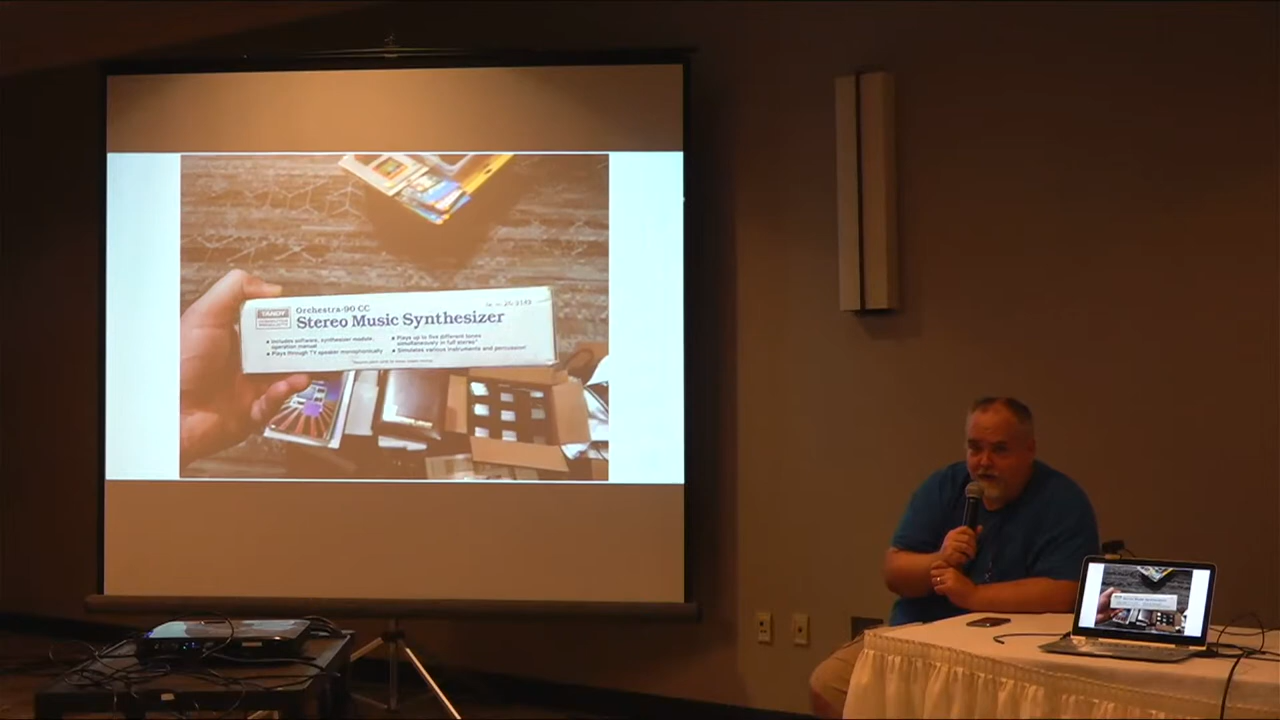 TANDY
Orchestra-90 CC
Stereo Music Synthesizer
• Includes software, synthesizer module, operation manual
• Plays through TV speaker monophonically
• Plays up to five different tones simultaneously in full stereo*
• Simulates various instruments and percussion